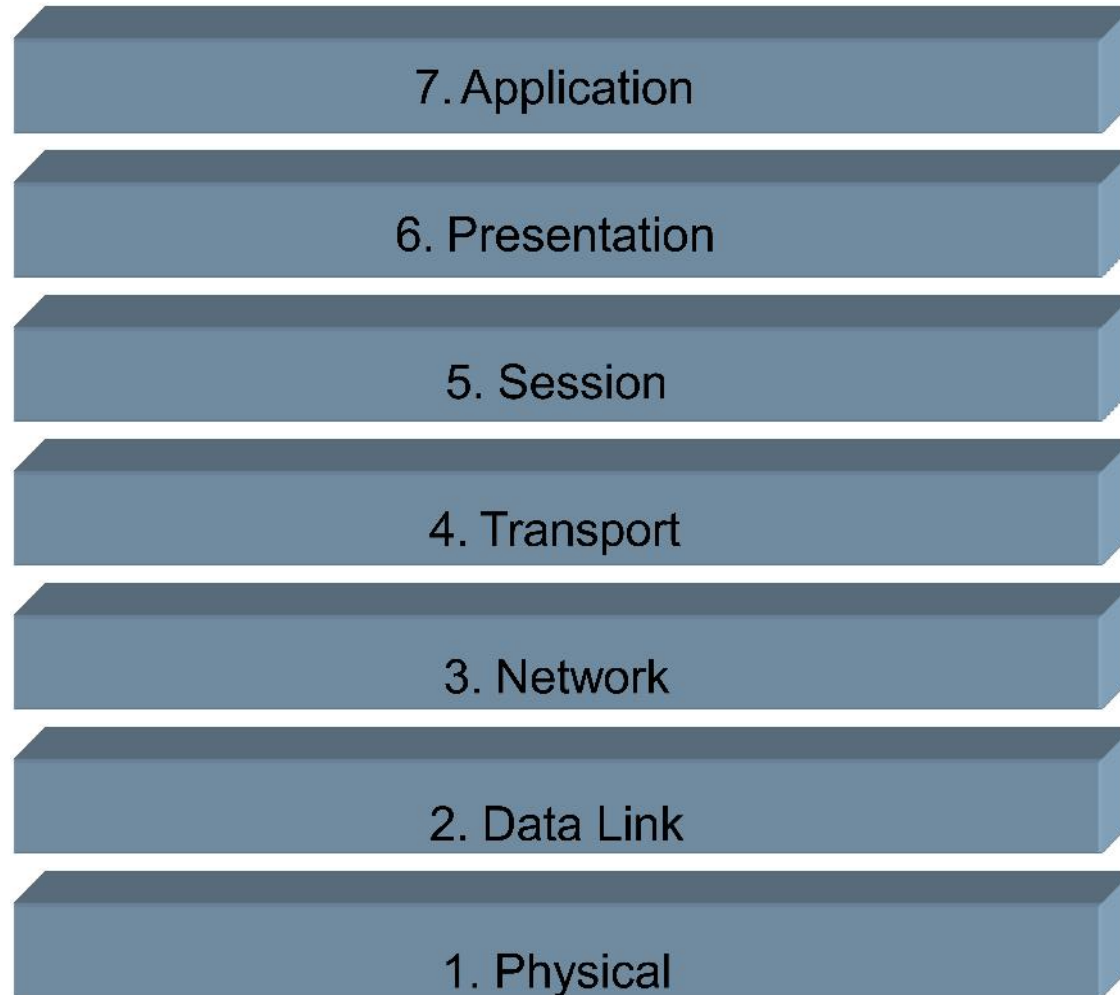 7. Application
6. Presentation
5. Session
4. Transport
3. Network
2. Data Link
1. Physical